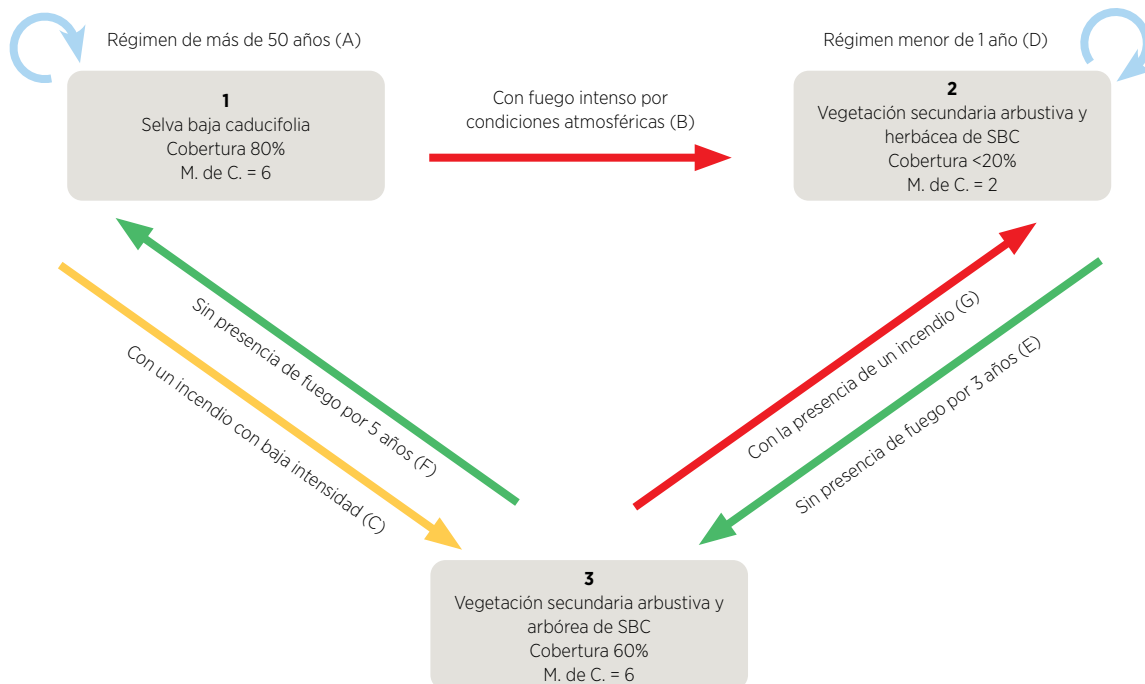 Régimen de más de 50 años (A)
1
Selva baja caducifolia
Cobertura 80%
M. de C. = 6
Con fuego intenso por
condiciones atmosféricas (B)
Régimen menor de 1 año (D)
2
Vegetación secundaria arbustiva y
herbácea de SBC
Cobertura <20%
M. de C. = 2
Sin presencia de fuego por 5 años (F)
Con un incendio con baja intensidad (C)
Con la presencia de un incendio (G)
Sin presencia de fuego por 3 años (E)
3
Vegetación secundaria arbustiva y
arbórea de SBC
Cobertura 60%
M. de C. = 6